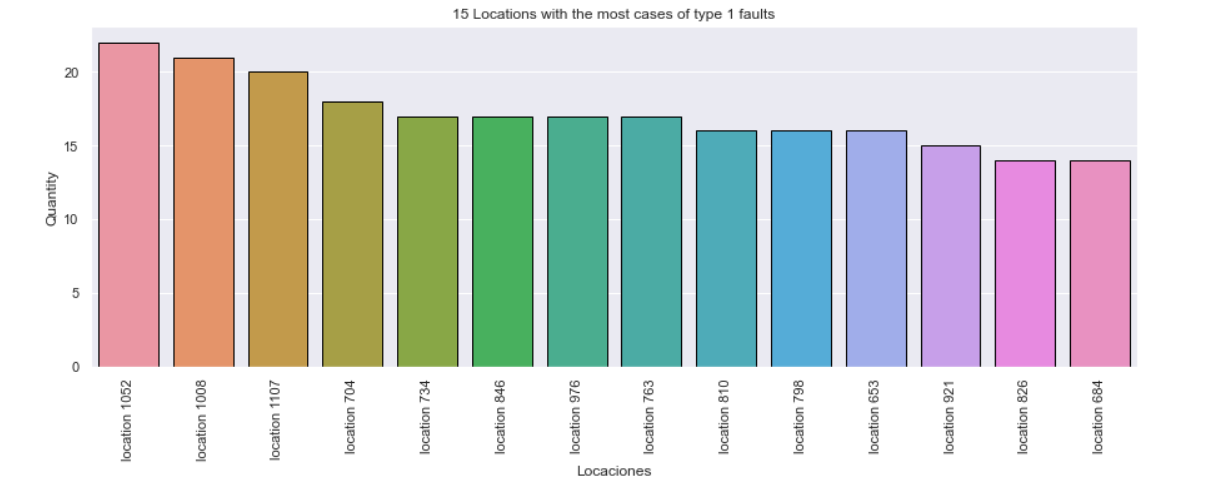 15 Locations with the most cases of type 1 faults
Quantity
20
15
10
5
0
location 1052
location 1008
location 1107
location 704
location 734
location 846
location 976
location 763
location 810
location 798
location 653
location 921
location 826
location 684
Locaciones